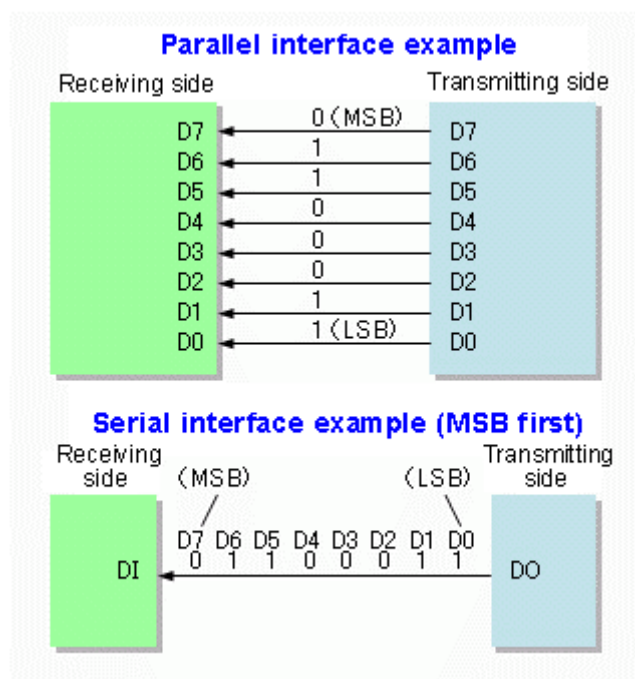 Parallel interface example
Receiving side Transmitting side
0 (MSB)
D7 D7
1
D6 D6
1
D5 D5
0
D4 D4
0
D3 D3
0
D2 D2
1
D1 D1
1 (LSB)
D0 D0
Serial interface example (MSB first)
Receiving side
Transmitting side
(MSB) (LSB)
D7 D6 D5 D4 D3 D2 D1 D0
0 1 1 0 0 0 1 1
DI DO